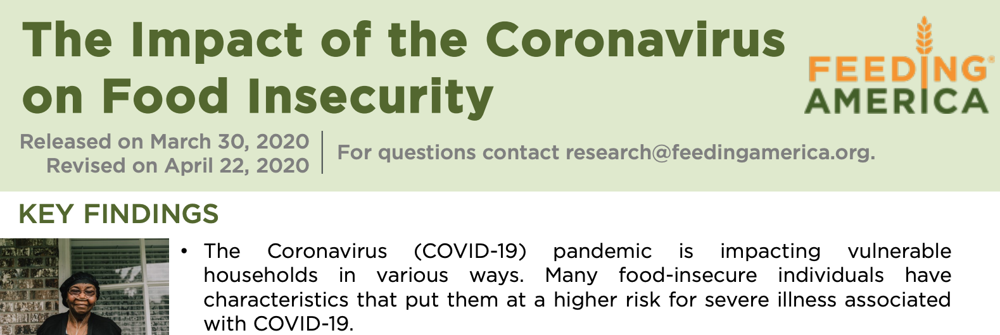 The Impact of the Coronavirus
on Food Insecurity
FEEDING®
AMERICA
Released on March 30, 2020
Revised on April 22, 2020
For questions contact research@feedingamerica.org.
KEY FINDINGS
• The Coronavirus (COVID-19) pandemic is impacting vulnerable
households in various ways. Many food-insecure individuals have
characteristics that put them at a higher risk for severe illness associated
with COVID-19.